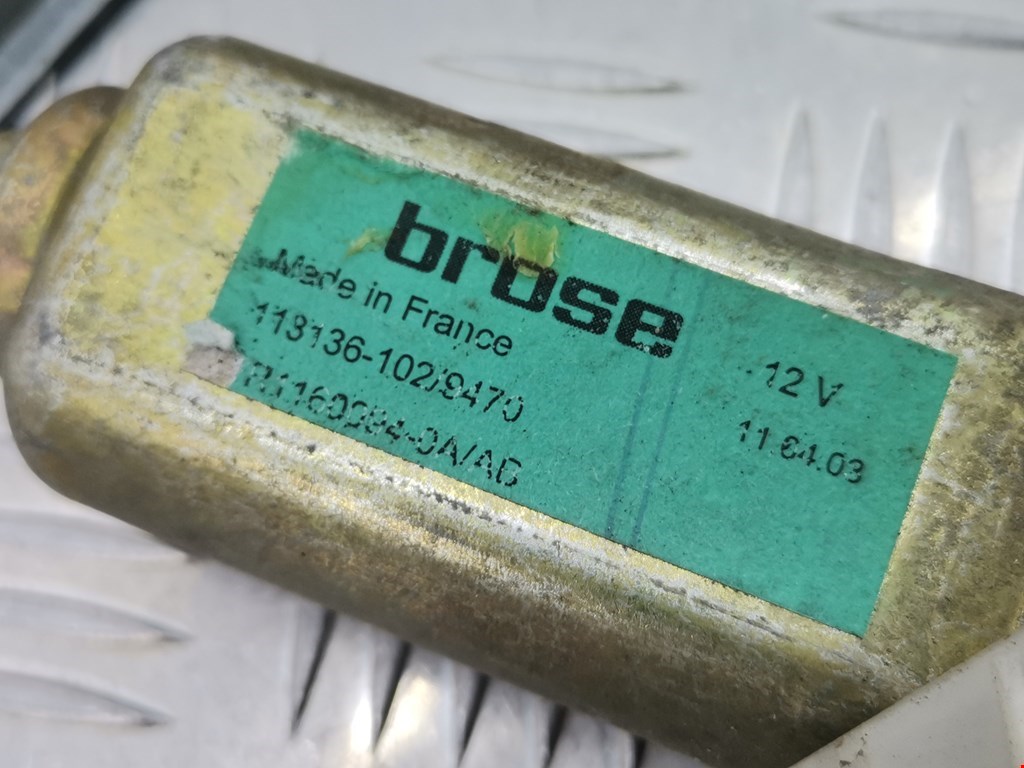 brose
Made in France
113136-102/9470
12 V
11.04.03